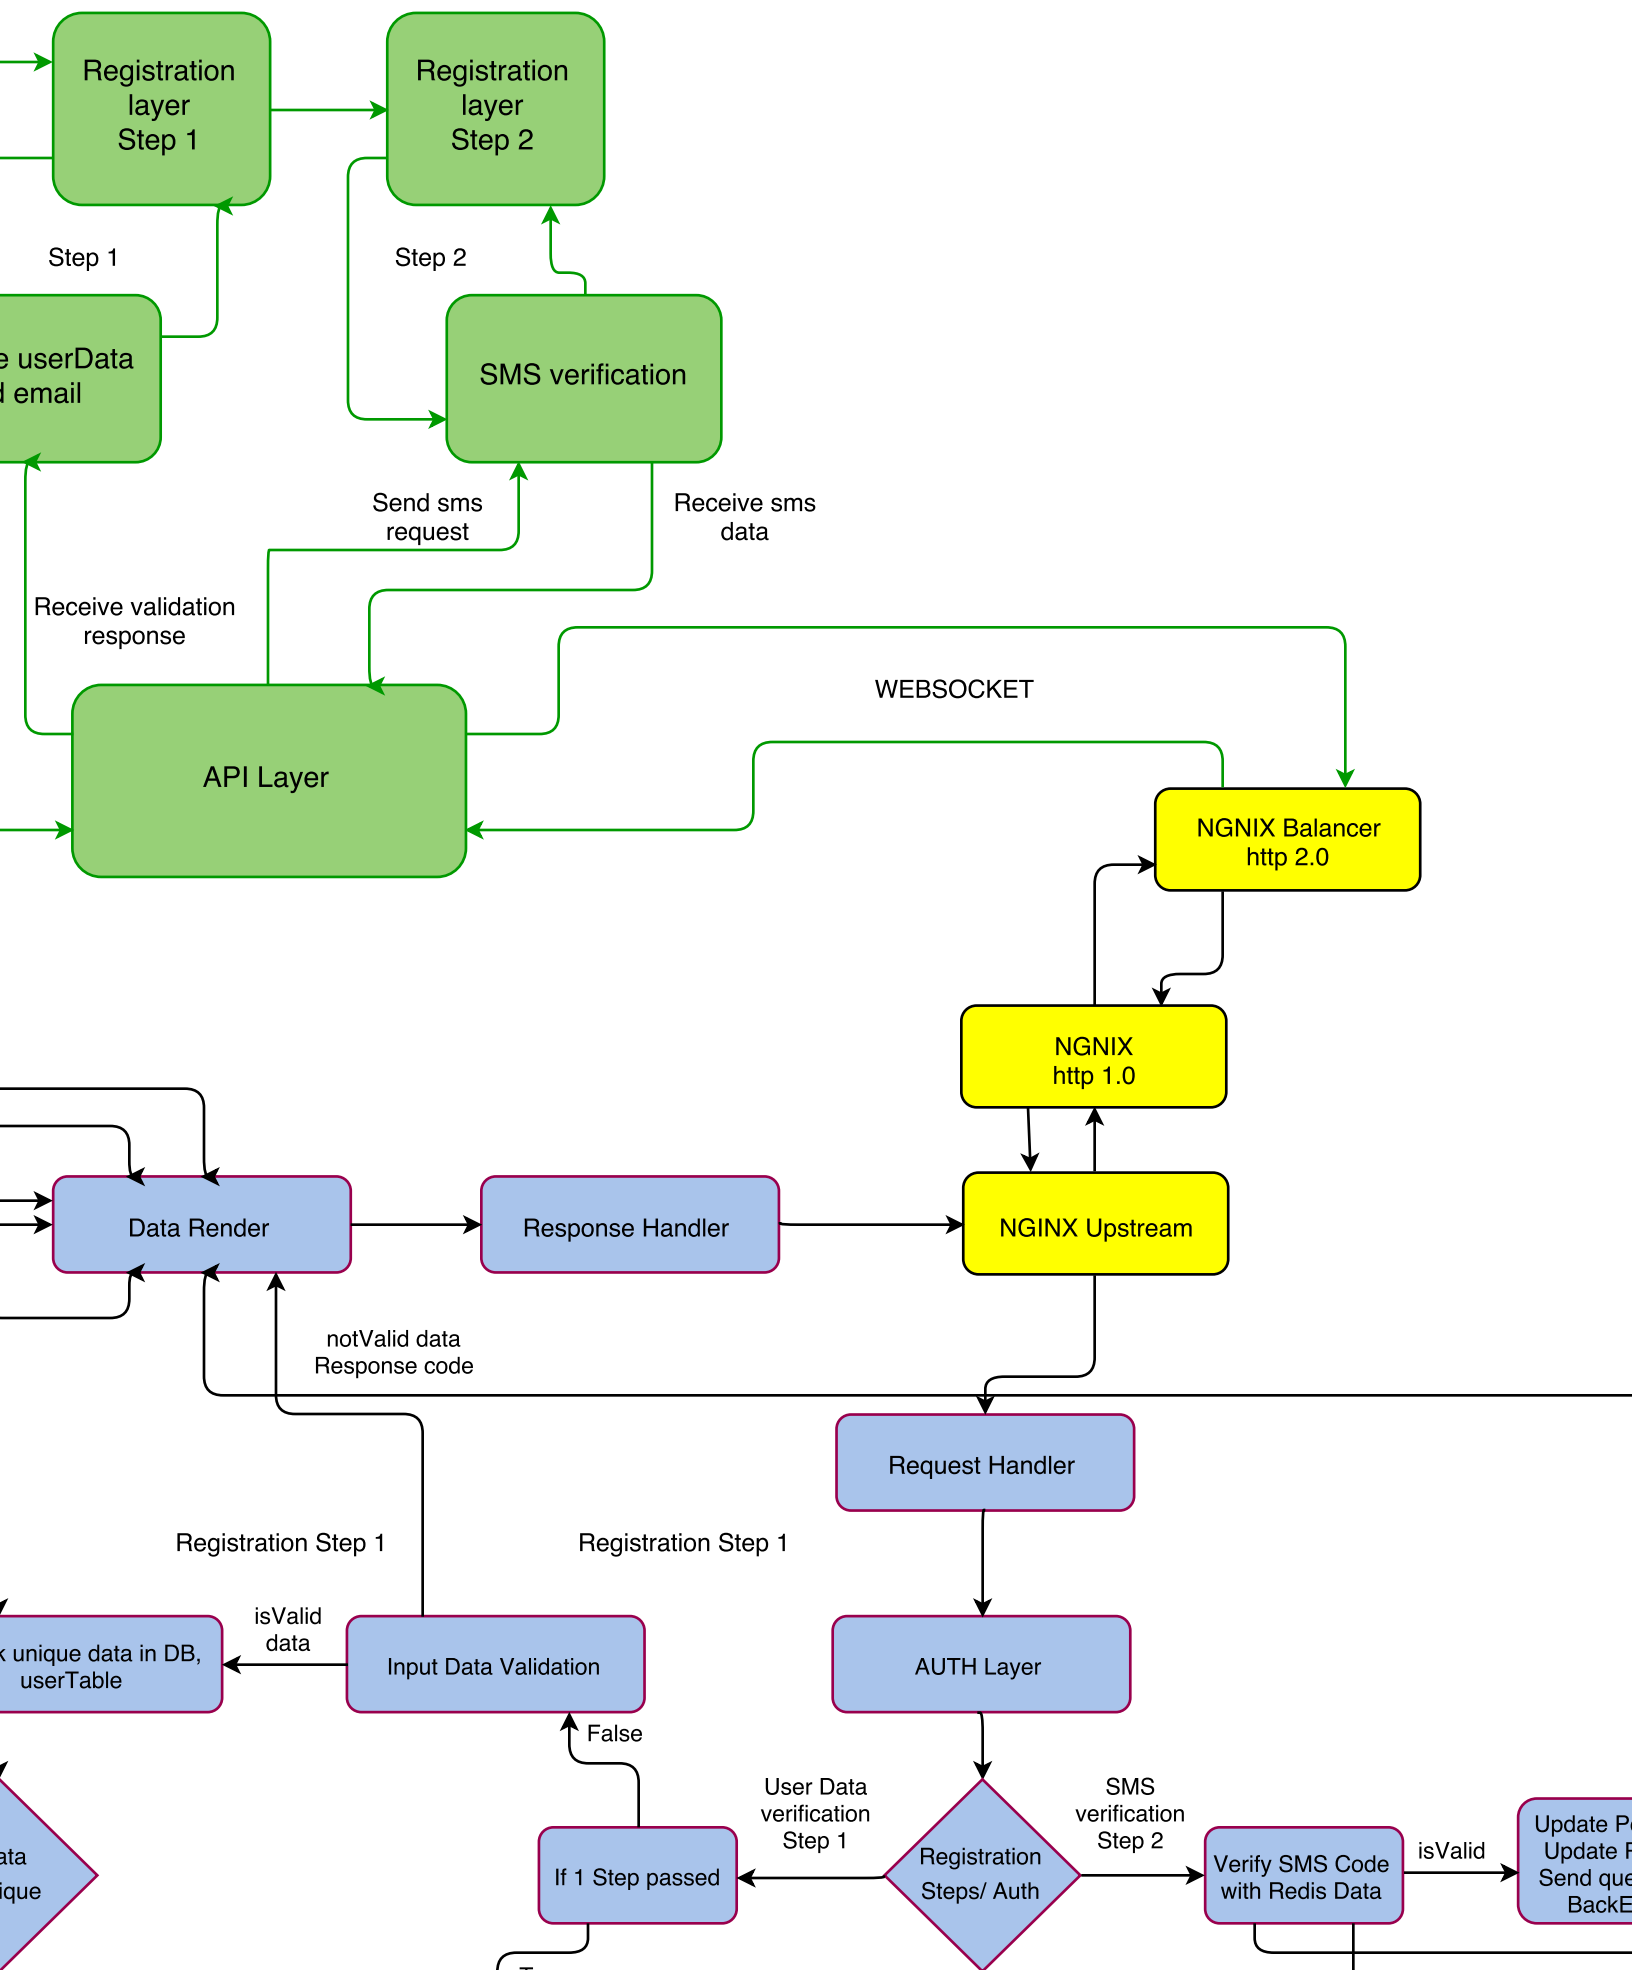 Registration
layer
Step 1
Registration
layer
Step 2
Step 1
Step 2
userData
email
SMS verification
Send sms
request
Receive sms
data
Receive validation
response
WEBSOCKET
API Layer
NGNIX Balancer
http 2.0
NGNIX
http 1.0
Data Render
Response Handler
NGINX Upstream
notValid data
Response code
Request Handler
Registration Step 1
Registration Step 1
isValid
data
unique data in DB,
userTable
Input Data Validation
AUTH Layer
False
User Data
verification
Step 1
SMS
verification
Step 2
If 1 Step passed
Registration
Steps/ Auth
Verify SMS Code
with Redis Data
isValid
Update
Update
Send